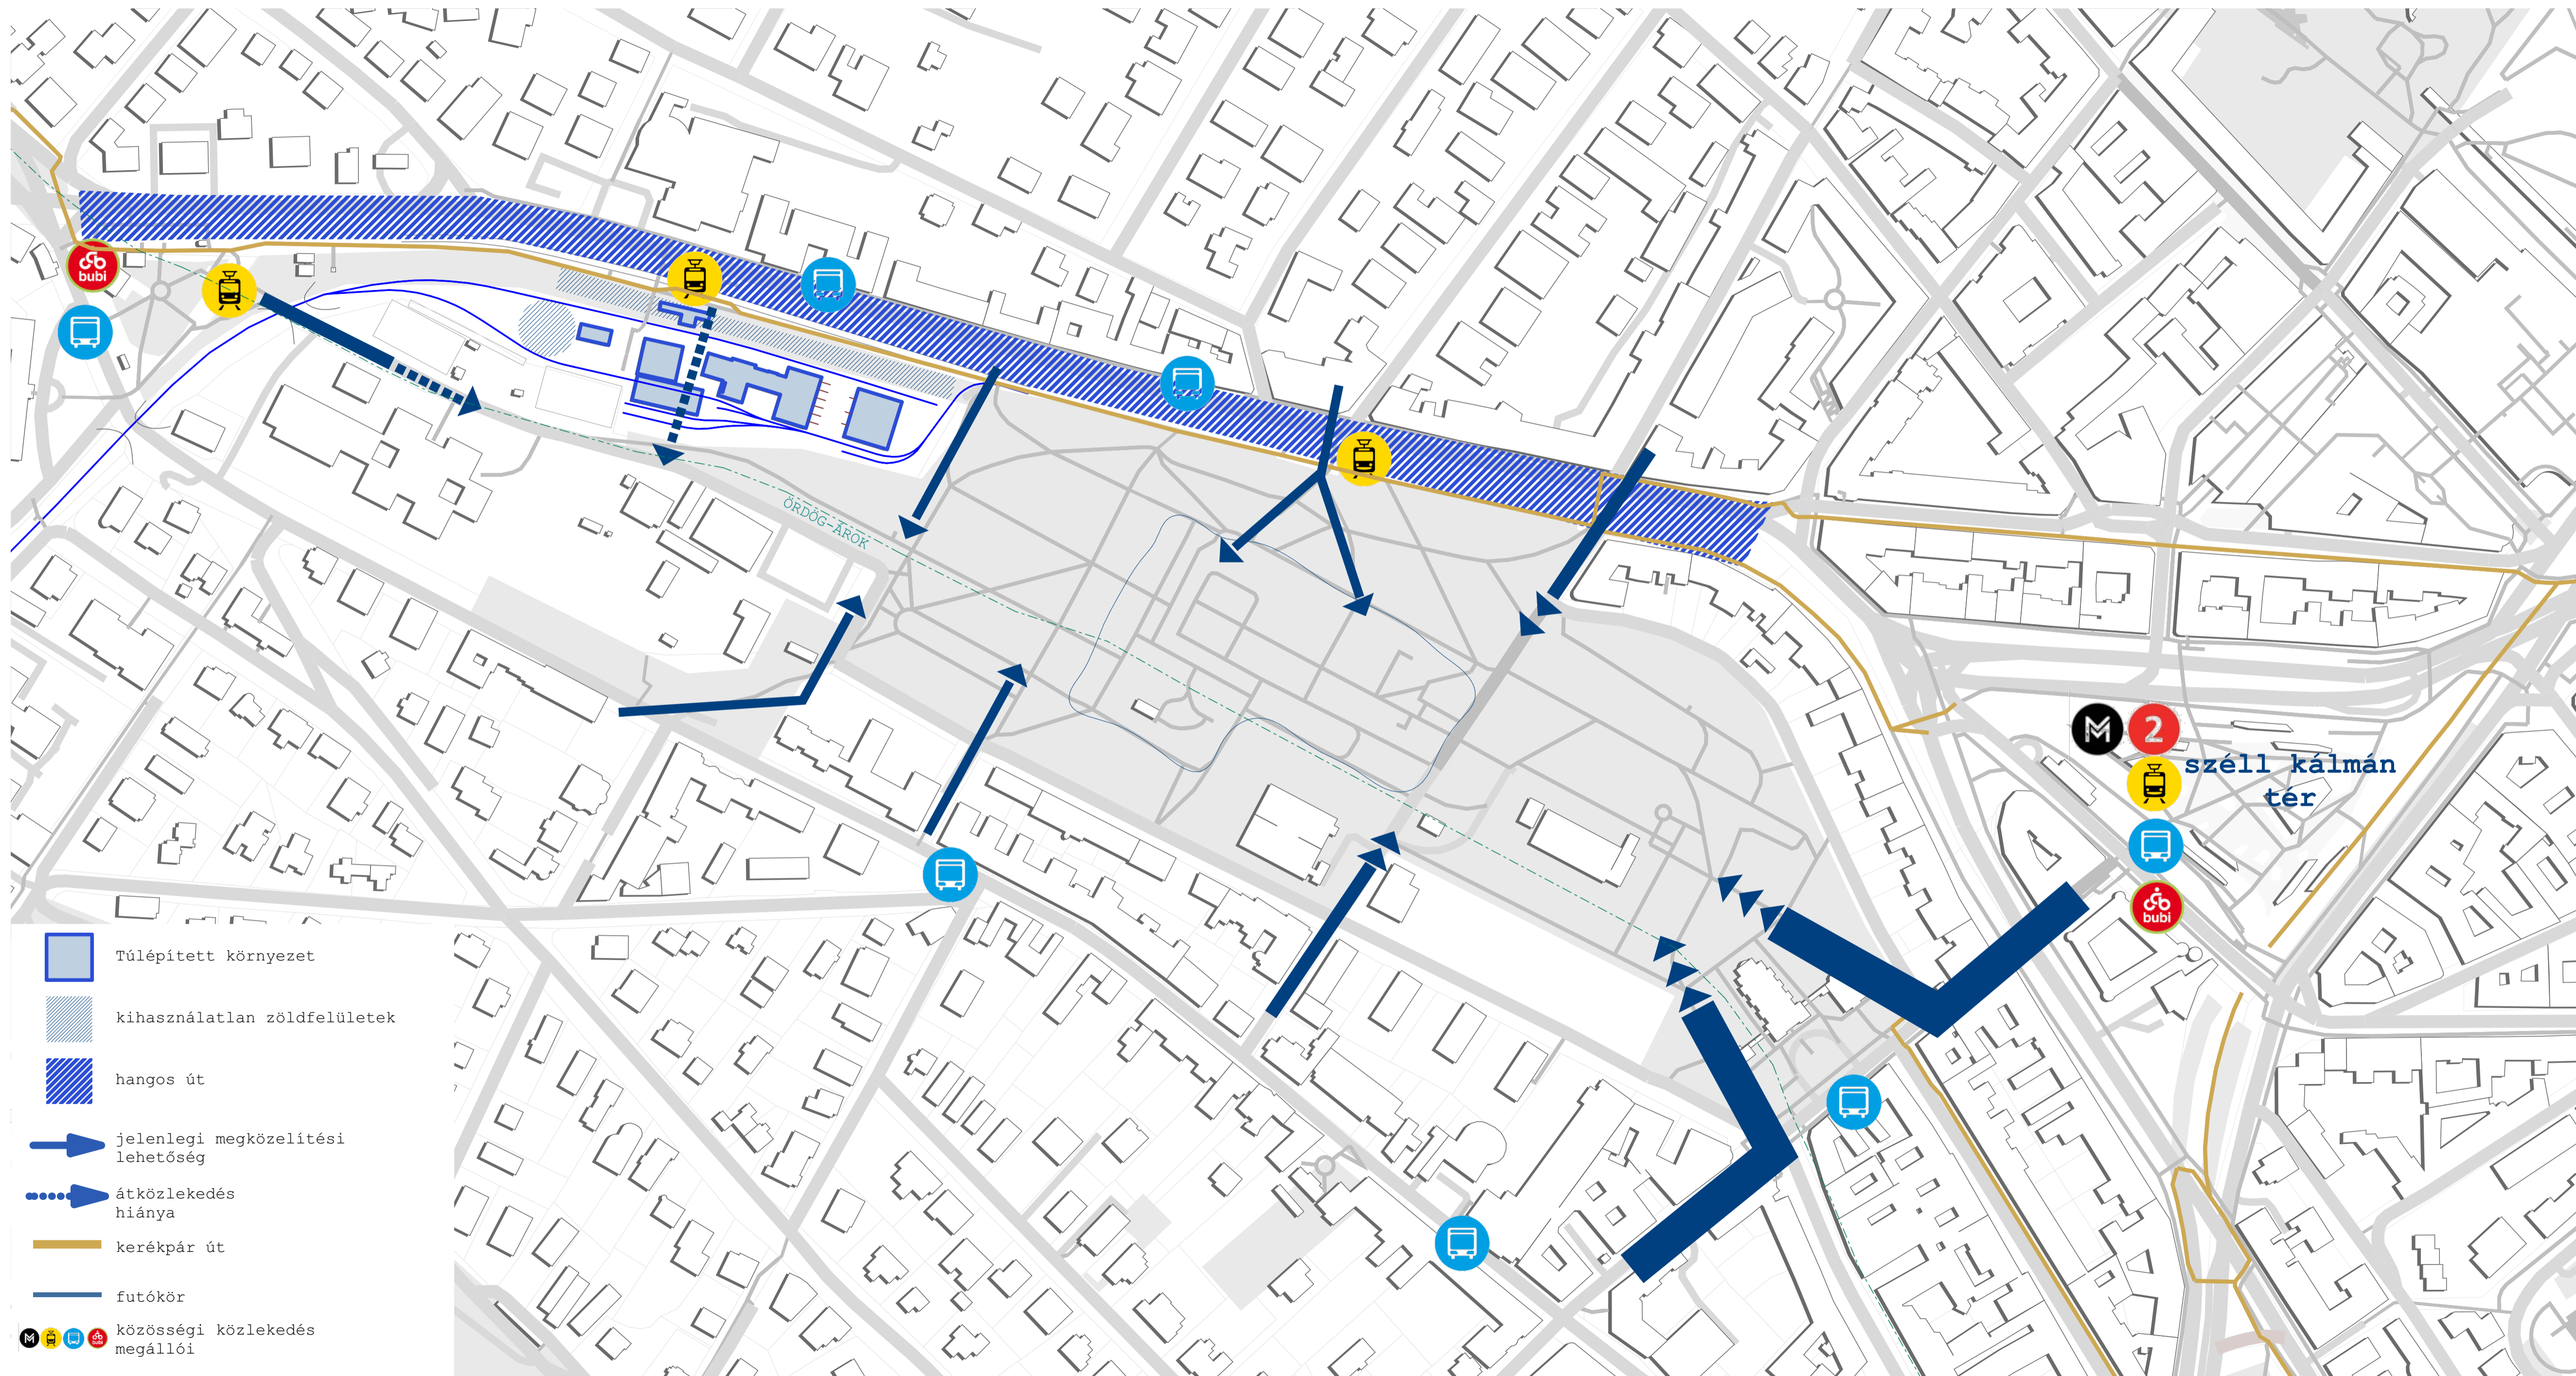 bubi
ÖRDÖG-ÁROK
M 2
széll kálmán
tér
bubi
Túlépített környezet
kihasználatlan zöldfelületek
hangos út
jelenlegi megközelítési
lehetőség
átközlekedés
hiánya
kerékpár út
futókör
M bubi közösségi közlekedés
megállói